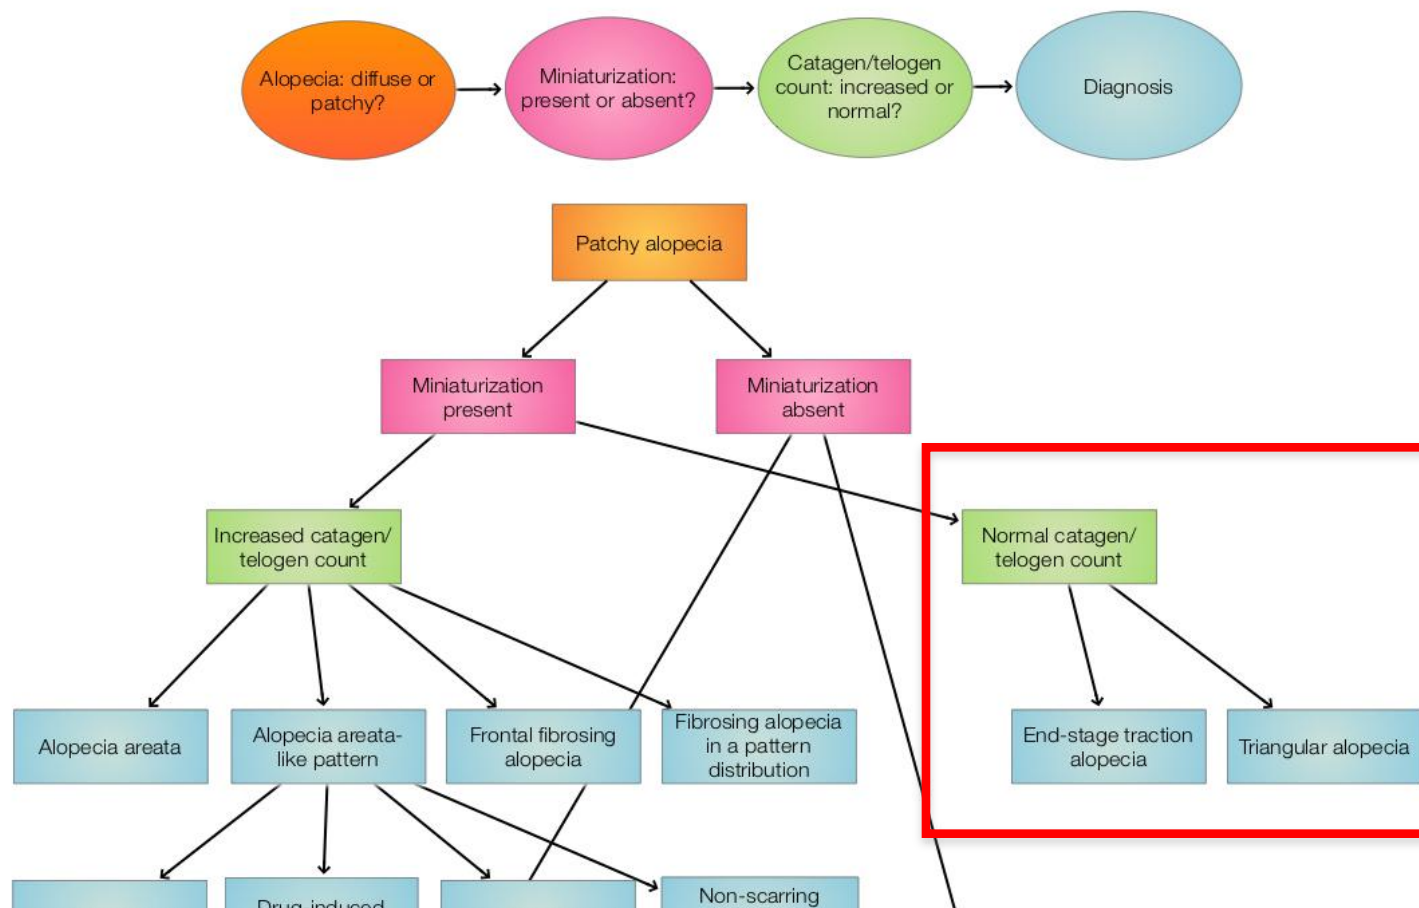 Alopecia: diffuse or
patchy?
Miniaturization:
present or absent?
Catagen/telogen
count: increased or
normal?
Diagnosis
Patchy alopecia
Miniaturization
present
Miniaturization
absent
Increased catagen/
telogen count
Normal catagen/
telogen count
Alopecia areata
Alopecia areata-
like pattern
Frontal fibrosing
alopecia
Fibrosing alopecia
in a pattern
distribution
End-stage traction
alopecia
Triangular alopecia
Drug-induced
Non-scarring